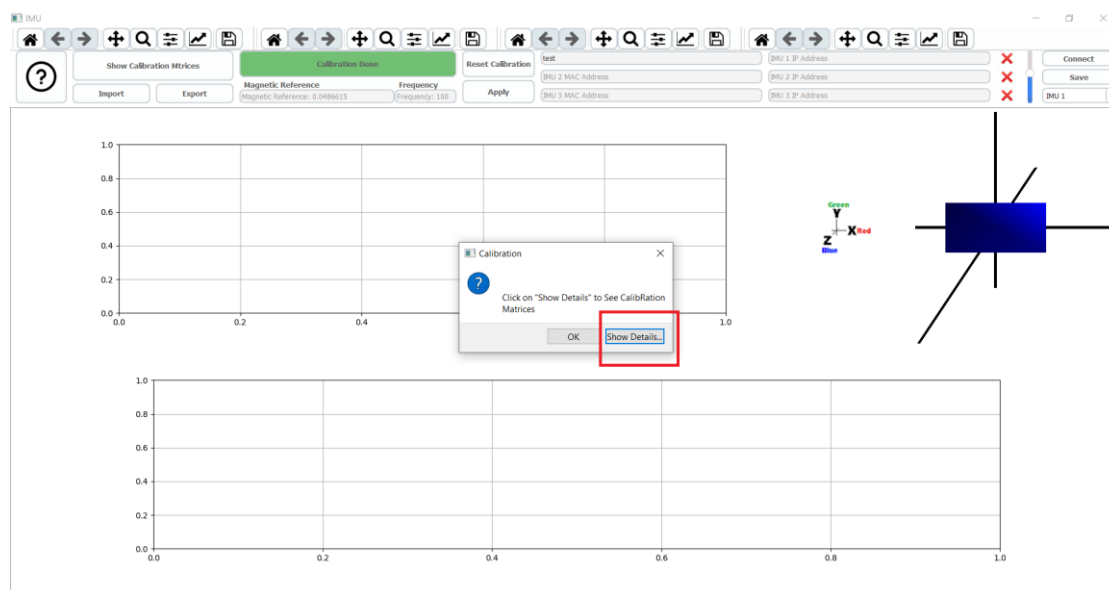 IMU
Show Calibration Mtrices
Calibration Done
Reset Calibration
test
IMU 1 IP Address
Connect
IMU 2 MAC Address
IMU 2 IP Address
Save
Import
Export
Magnetic Reference
Frequency
Magnetic Reference: 0.0486615
Frequency: 100
Apply
IMU 3 MAC Address
IMU 3 IP Address
IMU 1
1.0
0.8
0.6
0.4
0.2
0.0
0.0
0.2
0.4
1.0
Green
Y
X Red
Z
Blue
Calibration
Click on "Show Details" to See CalibRation
Matrices
OK
Show Details...
1.0
0.8
0.6
0.4
0.2
0.0
0.0
0.2
0.4
0.6
0.8
1.0